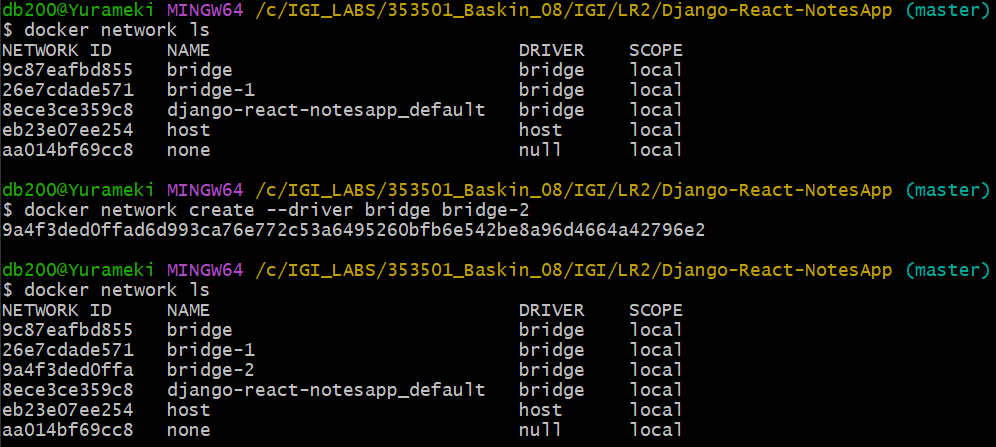 db200@Yurameki MINGW64 /c/IGI_LABS/353501_Baskin_08/IGI/LR2/Django-React-NotesApp (master)
$ docker network ls
NETWORK ID   NAME                          DRIVER   SCOPE
9c87eafbd855   bridge                        bridge   local
26e7cdade571   bridge-1                      bridge   local
8ece3ce359c8   django-react-notesapp_default   bridge   local
eb23e07ee254   host                          host     local
aa014bf69cc8   none                          null     local
db200@Yurameki MINGW64 /c/IGI_LABS/353501_Baskin_08/IGI/LR2/Django-React-NotesApp (master)
$ docker network create --driver bridge bridge-2
9a4f3ded0ffad6d993ca76e772c53a6495260bfb6e542be8a96d4664a42796e2
db200@Yurameki MINGW64 /c/IGI_LABS/353501_Baskin_08/IGI/LR2/Django-React-NotesApp (master)
$ docker network ls
NETWORK ID   NAME                          DRIVER   SCOPE
9c87eafbd855   bridge                        bridge   local
26e7cdade571   bridge-1                      bridge   local
9a4f3ded0ffa   bridge-2                      bridge   local
8ece3ce359c8   django-react-notesapp_default   bridge   local
eb23e07ee254   host                          host     local
aa014bf69cc8   none                          null     local